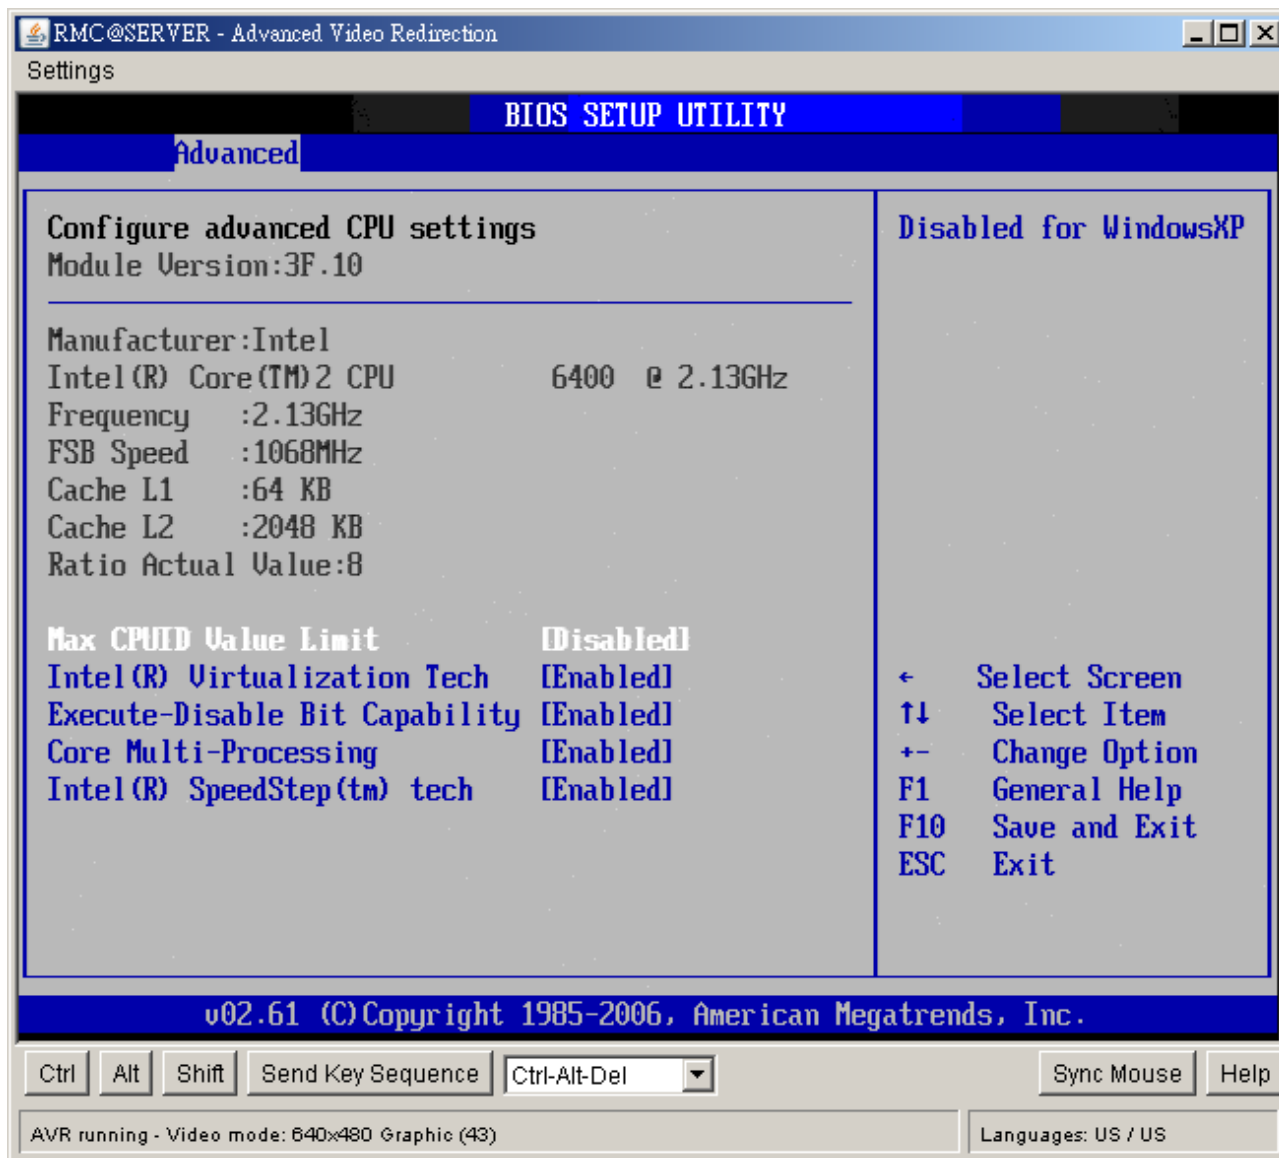 RMC@SERVER - Advanced Video Redirection
Settings
BIOS SETUP UTILITY
Advanced
Configure advanced CPU settings
Module Version:3F.10
Manufacturer:Intel
Intel(R) Core(TM)2 CPU 6400 @ 2.13GHz
Frequency :2.13GHz
FSB Speed :1068MHz
Cache L1 :64 KB
Cache L2 :2048 KB
Ratio Actual Value:8
Max CPUID Value Limit [Disabled]
Intel(R) Virtualization Tech [Enabled]
Execute-Disable Bit Capability [Enabled]
Core Multi-Processing [Enabled]
Intel(R) SpeedStep(tm) tech [Enabled]
Disabled for WindowsXP
← Select Screen
↑↓ Select Item
+- Change Option
F1 General Help
F10 Save and Exit
ESC Exit
v02.61 (C)Copyright 1985-2006, American Megatrends, Inc.
Ctrl Alt Shift Send Key Sequence Ctrl-Alt-Del Sync Mouse Help
AVR running - Video mode: 640x480 Graphic (43) Languages: US / US